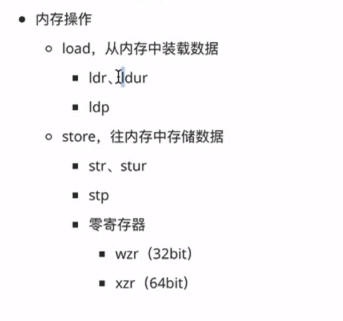 内存操作
load，从内存中装载数据
ldr、ldur
ldp
store，往内存中存储数据
str、stur
stp
零寄存器
wzr（32bit）
xzr（64bit）